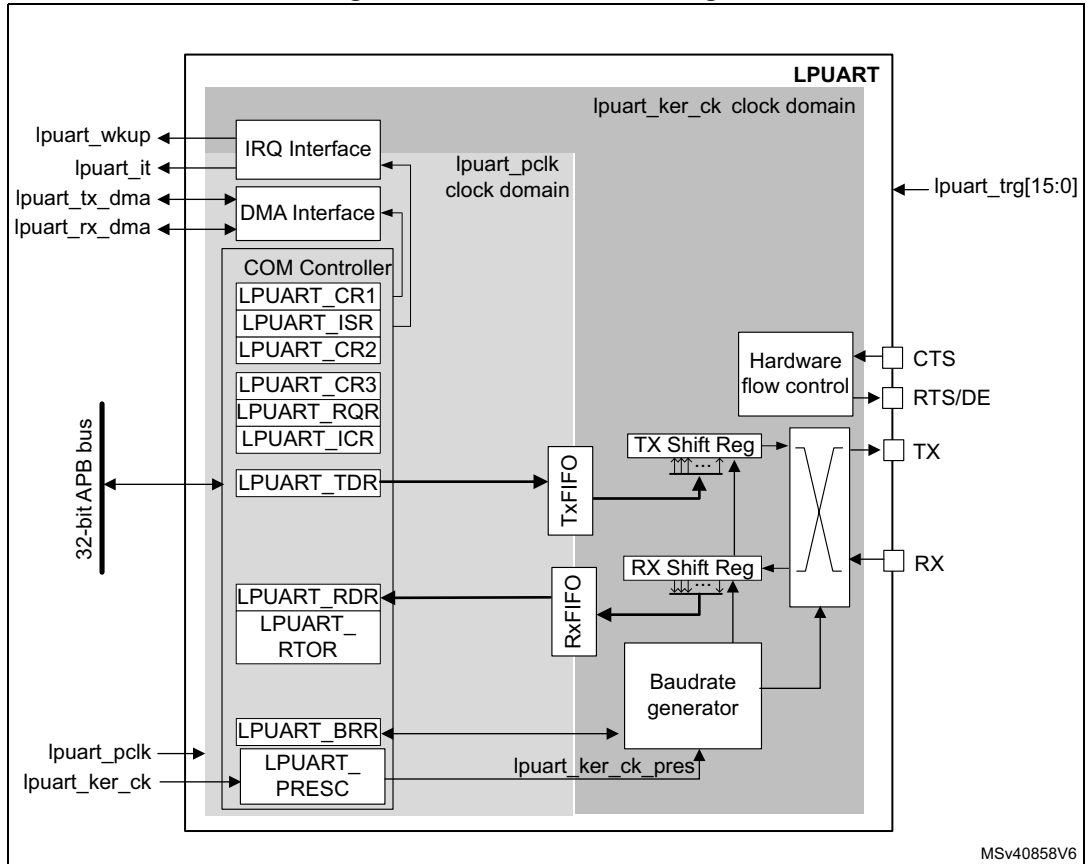 LPUART
lpuart_ker_ck clock domain
lpuart_wkup
lpuart_it
IRQ Interface
lpuart_pclk
clock domain
lpuart_tx_dma
lpuart_rx_dma
DMA Interface
lpuart_trg[15:0]
COM Controller
LPUART_CR1
LPUART_ISR
LPUART_CR2
LPUART_CR3
LPUART_RQR
LPUART_ICR
LPUART_TDR
32-bit APB bus
Hardware
flow control
CTS
RTS/DE
TxFIFO
TX Shift Reg
...
TX
RxFIFO
RX Shift Reg
...
RX
LPUART_RDR
LPUART_
RTOR
Baudrate
generator
LPUART_BRR
lpuart_pclk
lpuart_ker_ck
LPUART_
PRESC
lpuart_ker_ck_pres
MSv40858V6